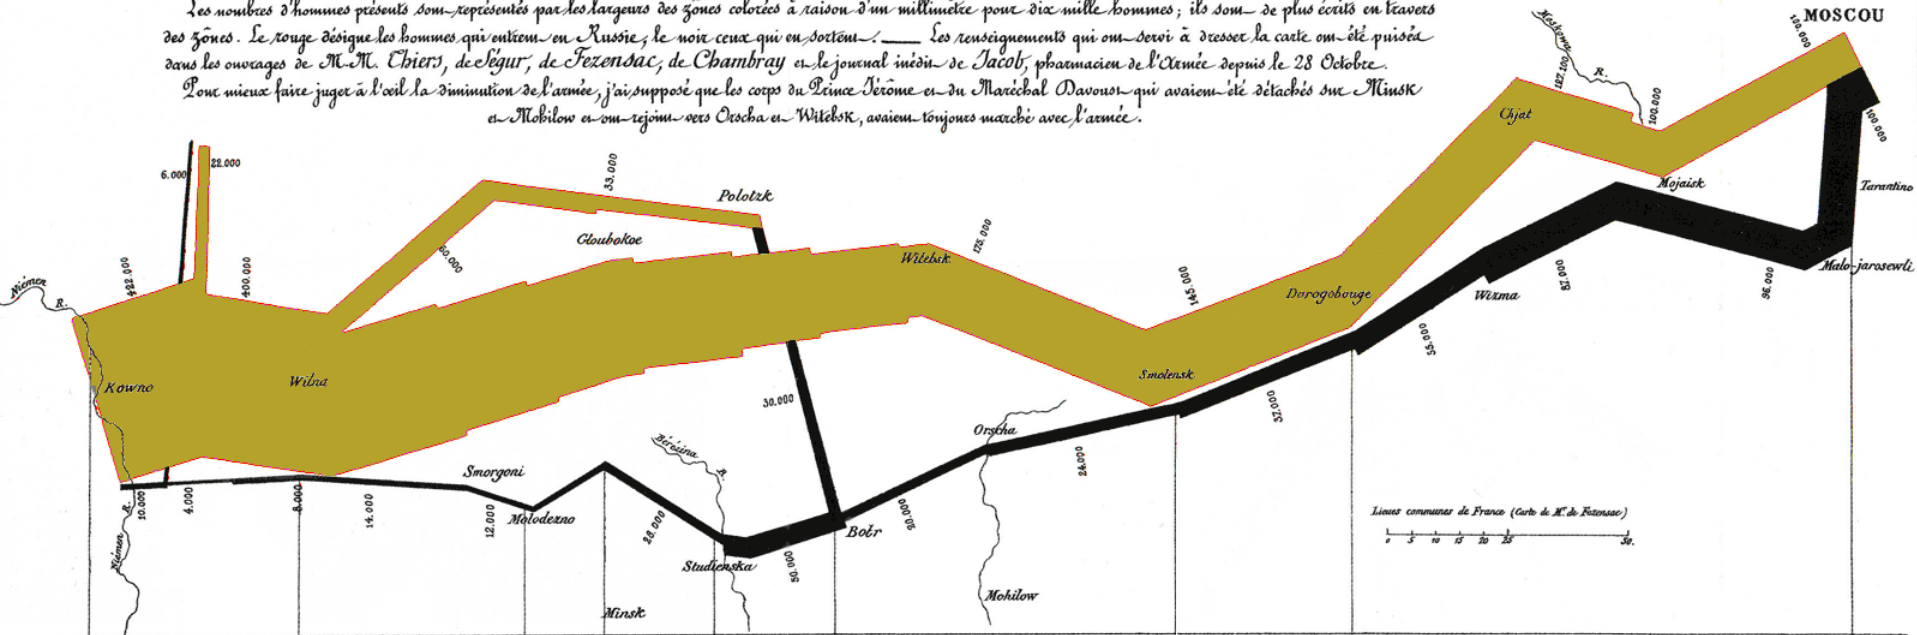 Les nombres d'hommes présents sont représentés par les largeurs des zônes colorées à raison d'un millimètre pour dix mille hommes; ils sont de plus écrits en travers
des zônes. Le rouge désigne les hommes qui entrent en Russie, le noir ceux qui en sortent. — Les renseignements qui ont servi à dresser la carte ont été puisés
dans les ouvrages de M.M. Thiers, de Ségur, de Fezensac, de Chambray et le journal inédit de Jacob, pharmacien de l'Armée depuis le 28 Octobre.
Pour mieux faire juger à l'œil la diminution de l'armée, j'ai supposé que les corps du Prince Jérôme et du Maréchal Davoust qui avaient été détachés sur Minsk
et Mohilow et ont rejoint vers Orscha et Witebsk, avaient toujours marché avec l'armée.
MOSCOU
100.000
Moskowa R.
127.100
100.000
Chjat
100.000
Mojaisk
Tarantino
6.000
22.000
33.000
Polotzk
Gloubokoe
60.000
175.000
Witebsk
422.000
400.000
145.000
Dorogobouge
Wizma
82.000
96.000
Malo-jarosewli
Niémen R.
55.000
Kowno
Wilna
Smolensk
30.000
37.000
Orscha
24.000
Bérézina R.
Smorgoni
10.000
4.000
8.000
14.000
12.000
Molodezno
28.000
20.000
Botr
Studienska
50.000
Niémen R.
Lieues communes de France (Carte de Mr. de Fezensac)
0 5 10 15 20 25 50.
Mohilow
Minsk